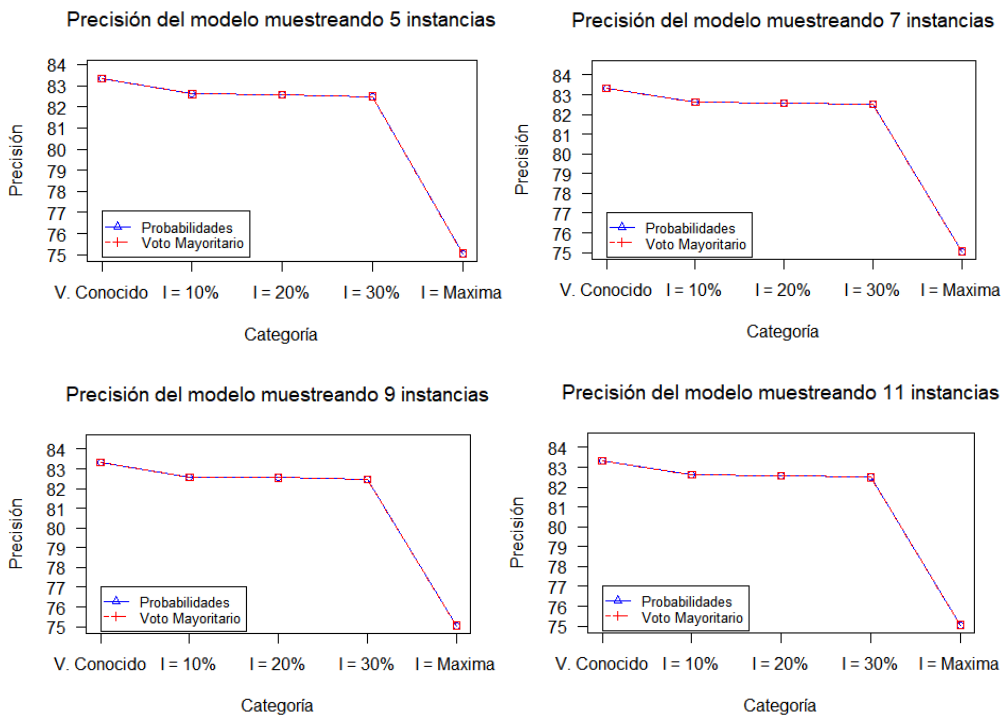 Precisión del modelo muestreando 5 instancias
84
83
82
81
80
79
78
77
76
75
Precisión
Probabilidades
Voto Mayoritario
V. Conocido I = 10% I = 20% I = 30% I = Maxima
Categoría
Precisión del modelo muestreando 7 instancias
84
83
82
81
80
79
78
77
76
75
Precisión
Probabilidades
Voto Mayoritario
V. Conocido I = 10% I = 20% I = 30% I = Maxima
Categoría
Precisión del modelo muestreando 9 instancias
84
83
82
81
80
79
78
77
76
75
Precisión
Probabilidades
Voto Mayoritario
V. Conocido I = 10% I = 20% I = 30% I = Maxima
Categoría
Precisión del modelo muestreando 11 instancias
84
83
82
81
80
79
78
77
76
75
Precisión
Probabilidades
Voto Mayoritario
V. Conocido I = 10% I = 20% I = 30% I = Maxima
Categoría